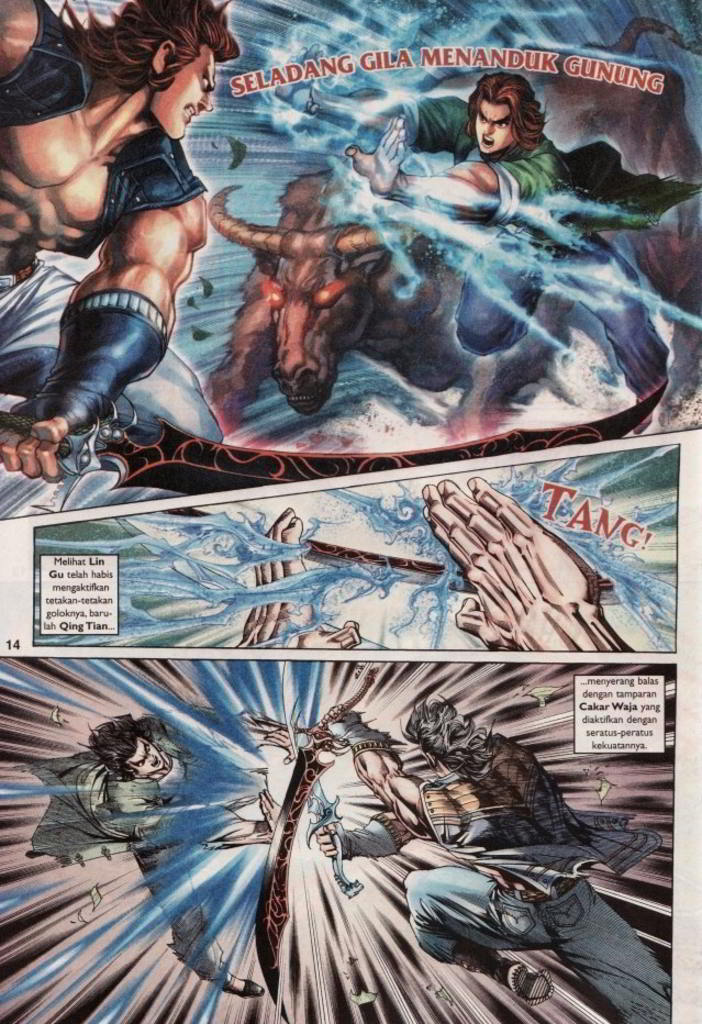 SELADANG GILA MENANDUK GUNUNG
TANG!
Melihat Lin
Gu telah habis
mengaktifkan
tetakan-tetakan
goloknya, baru-
lah Qing Tian...
14
...menyerang balas
dengan tamparan
Cakar Waja yang
diaktifkan dengan
seratus-peratus
kekuatannya.